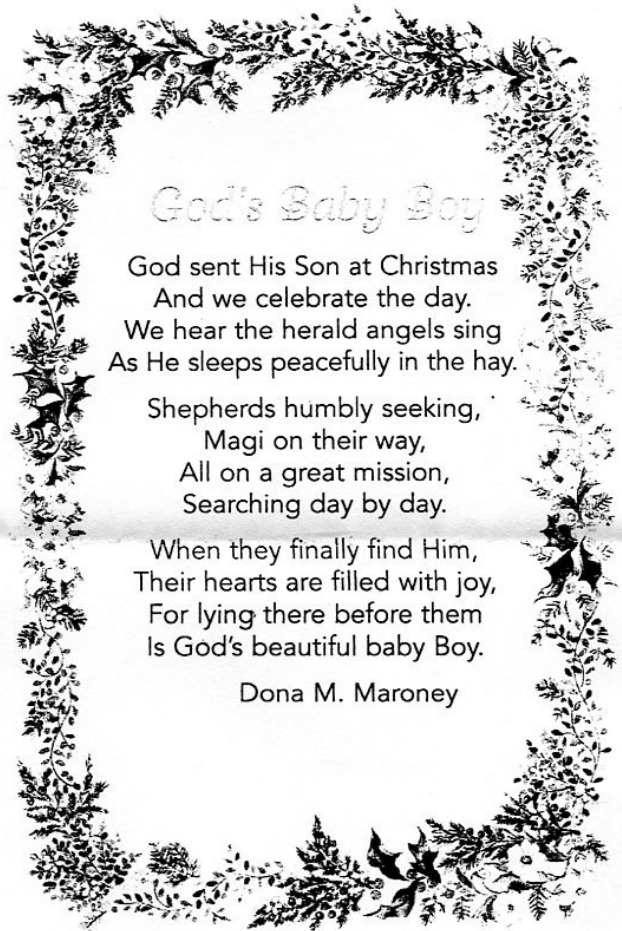 God's Baby Boy
God sent His Son at Christmas
And we celebrate the day.
We hear the herald angels sing
As He sleeps peacefully in the hay.
Shepherds humbly seeking,
Magi on their way,
All on a great mission,
Searching day by day.
When they finally find Him,
Their hearts are filled with joy,
For lying there before them
Is God's beautiful baby Boy.
Dona M. Maroney